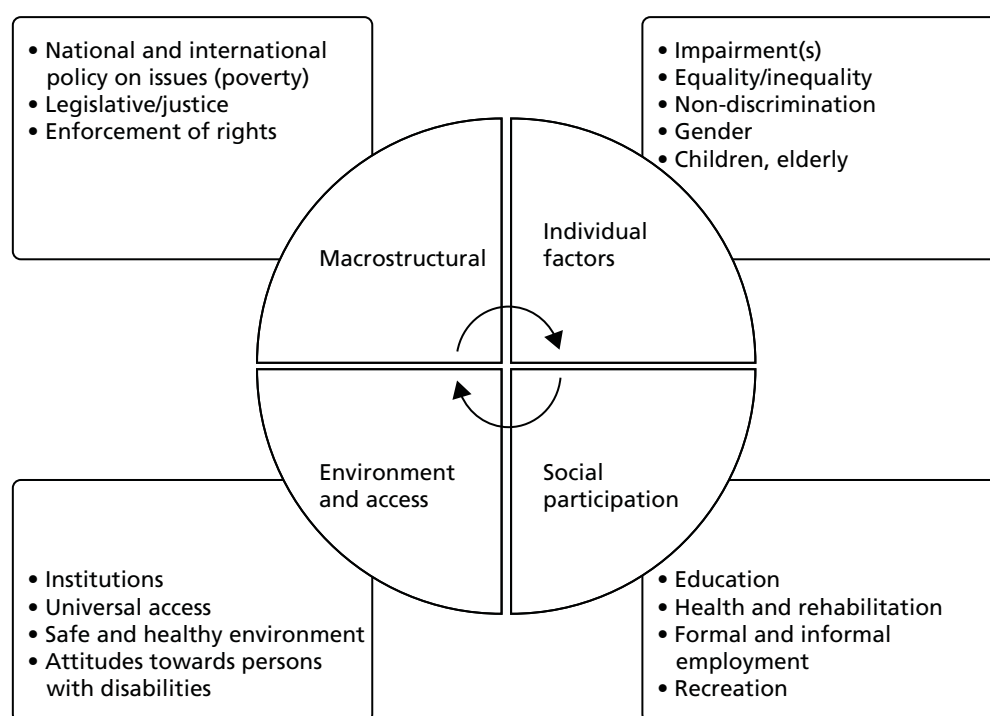 • National and international
policy on issues (poverty)
• Legislative/justice
• Enforcement of rights
• Impairment(s)
• Equality/inequality
• Non-discrimination
• Gender
• Children, elderly
Macrostructural
Individual
factors
Environment
and access
Social
participation
• Institutions
• Universal access
• Safe and healthy environment
• Attitudes towards persons
with disabilities
• Education
• Health and rehabilitation
• Formal and informal
employment
• Recreation